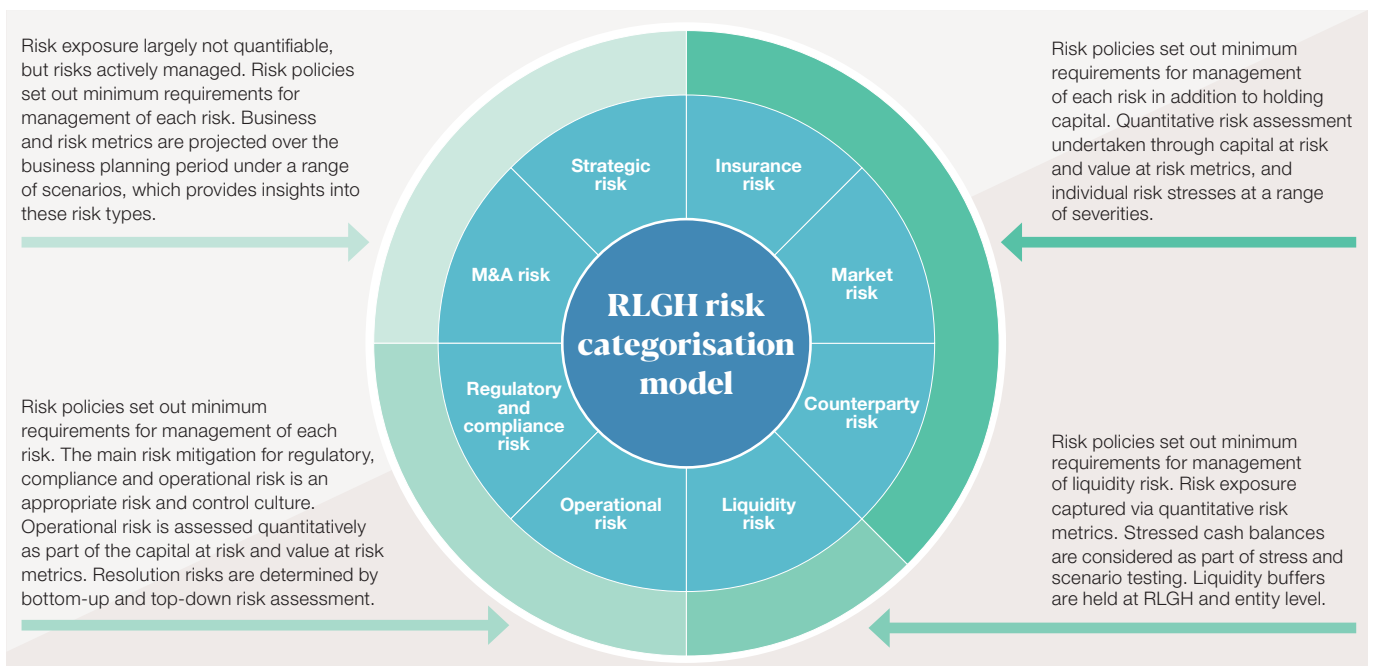 Risk exposure largely not quantifiable,
but risks actively managed. Risk policies
set out minimum requirements for
management of each risk. Business
and risk metrics are projected over the
business planning period under a range
of scenarios, which provides insights into
these risk types.
Risk policies set out minimum
requirements for management
of each risk in addition to holding
capital. Quantitative risk assessment
undertaken through capital at risk
and value at risk metrics, and
individual risk stresses at a range
of severities.
Strategic
risk
Insurance
risk
M&A risk
Market
risk
RLGH risk
categorisation
model
Regulatory
and
compliance
risk
Counterparty
risk
Operational
risk
Liquidity
risk
Risk policies set out minimum
requirements for management of each
risk. The main risk mitigation for regulatory,
compliance and operational risk is an
appropriate risk and control culture.
Operational risk is assessed quantitatively
as part of the capital at risk and value at risk
metrics. Resolution risks are determined by
bottom-up and top-down risk assessment.
Risk policies set out minimum
requirements for management
of liquidity risk. Risk exposure
captured via quantitative risk
metrics. Stressed cash balances
are considered as part of stress and
scenario testing. Liquidity buffers
are held at RLGH and entity level.